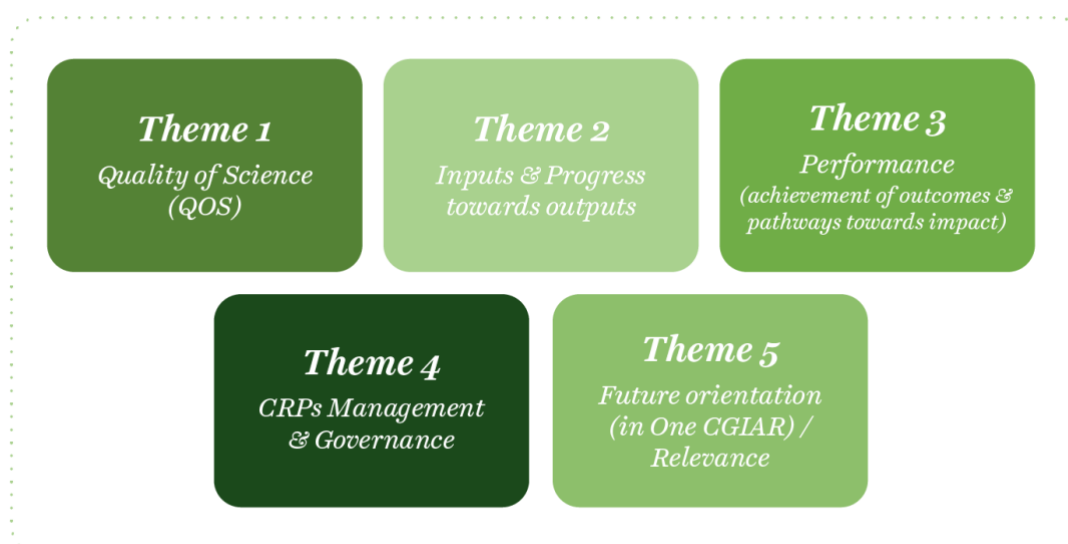 Theme 1
Quality of Science
(QOS)
Theme 2
Inputs & Progress
towards outputs
Theme 3
Performance
(achievement of outcomes &
pathways towards impact)
Theme 4
CRPs Management
& Governance
Theme 5
Future orientation
(in One CGIAR) /
Relevance